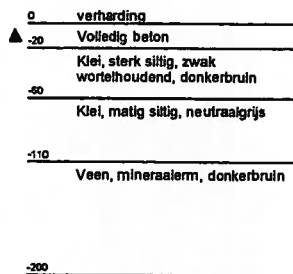 0 verharding
-20 Volledig beton
Klei, sterk siltig, zwak
wortelhoudend, donkerbruin
-60
Klei, matig siltig, neutraalgrijs
-110
Veen, mineraalarm, donkerbruin
-200